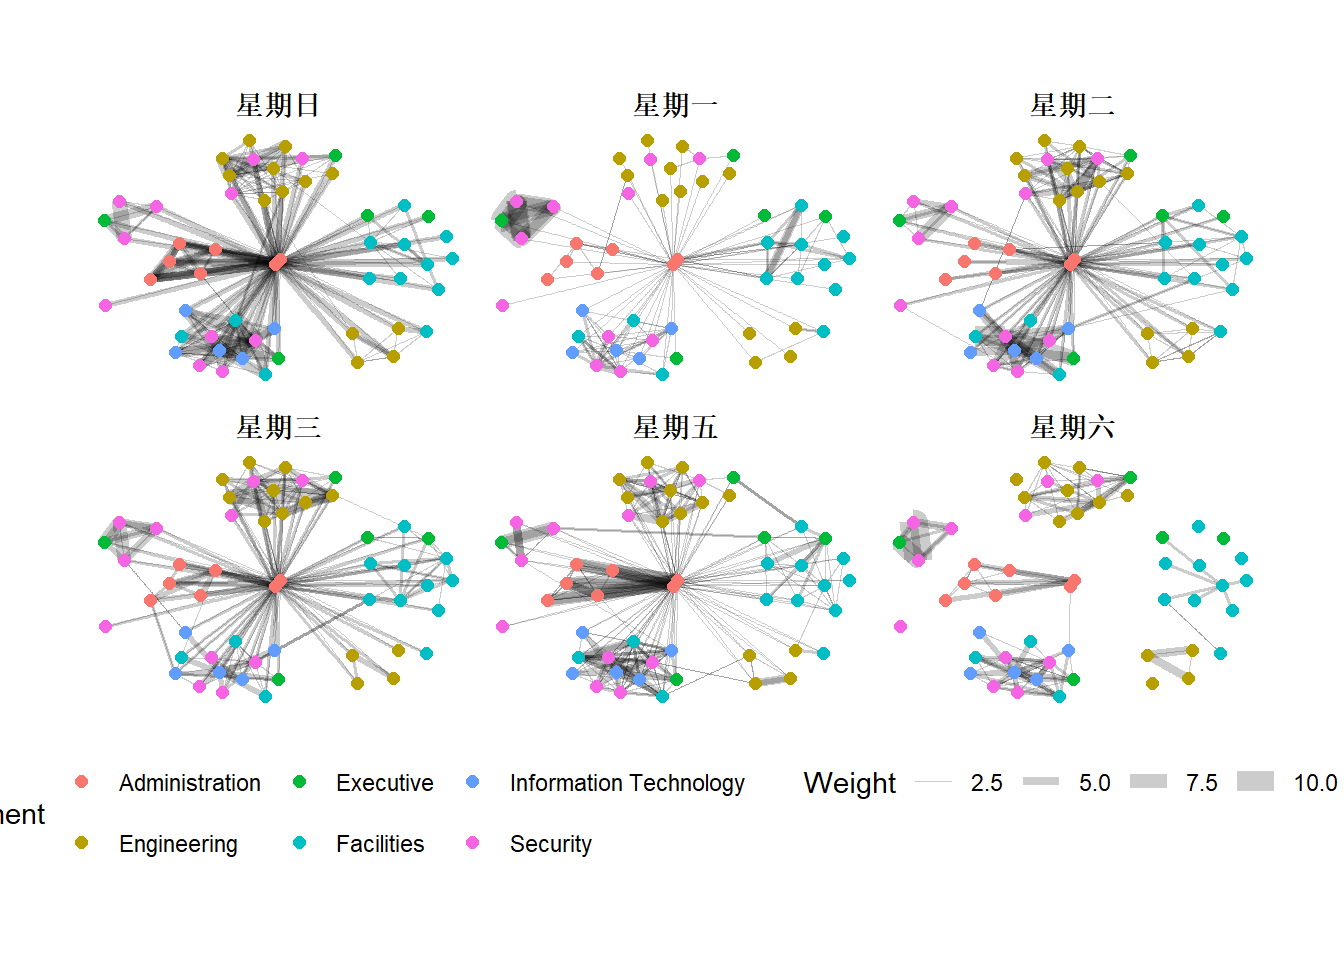 星期日
星期一
星期二
星期三
星期五
星期六
Administration
Executive
Information Technology
Engineering
Facilities
Security
Weight
2.5
5.0
7.5
10.0